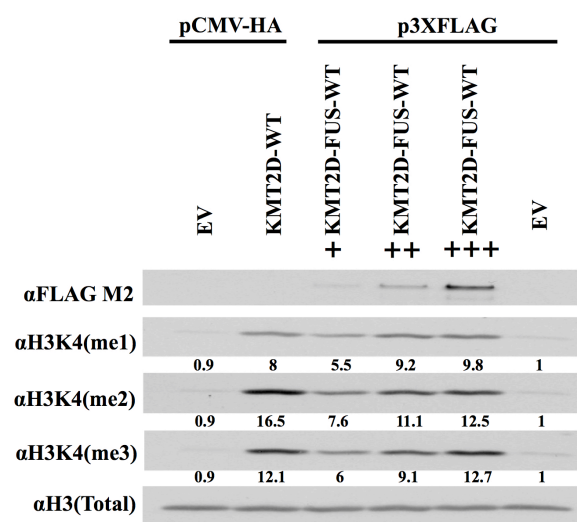 pCMV-HA p3XFLAG
EV KMT2D-WT KMT2D-FUS-WT KMT2D-FUS-WT KMT2D-FUS-WT EV
+ ++ +++
αFLAG M2
αH3K4(me1)
0.9 8 5.5 9.2 9.8 1
αH3K4(me2)
0.9 16.5 7.6 11.1 12.5 1
αH3K4(me3)
0.9 12.1 6 9.1 12.7 1
αH3(Total)